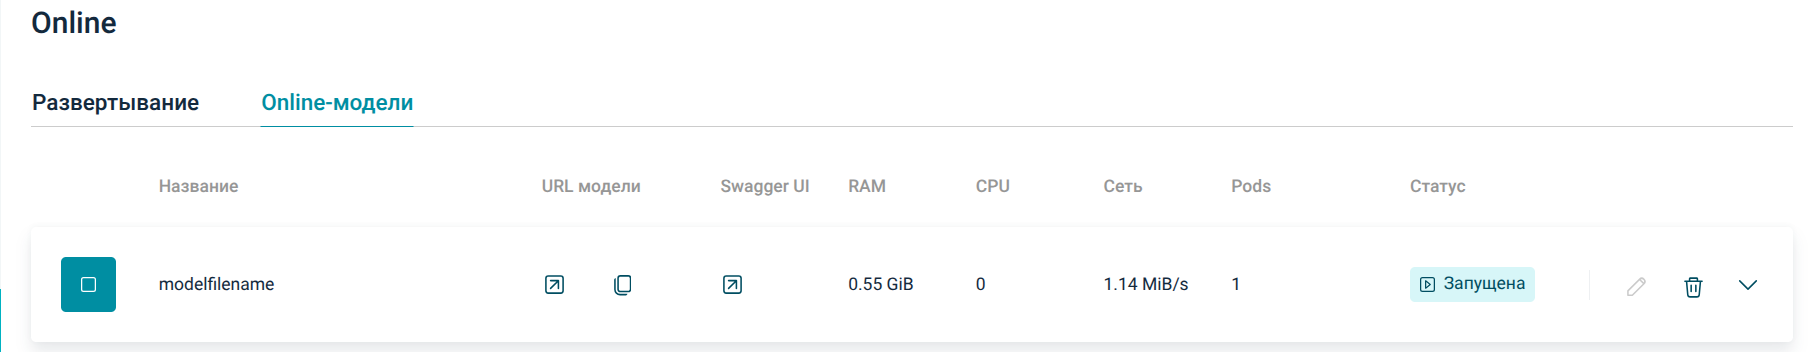 Online
Развертывание Online-модели
Название URL модели Swagger UI RAM CPU Сеть Pods Статус
modelfilename 0.55 GiB 0 1.14 MiB/s 1 Запущена